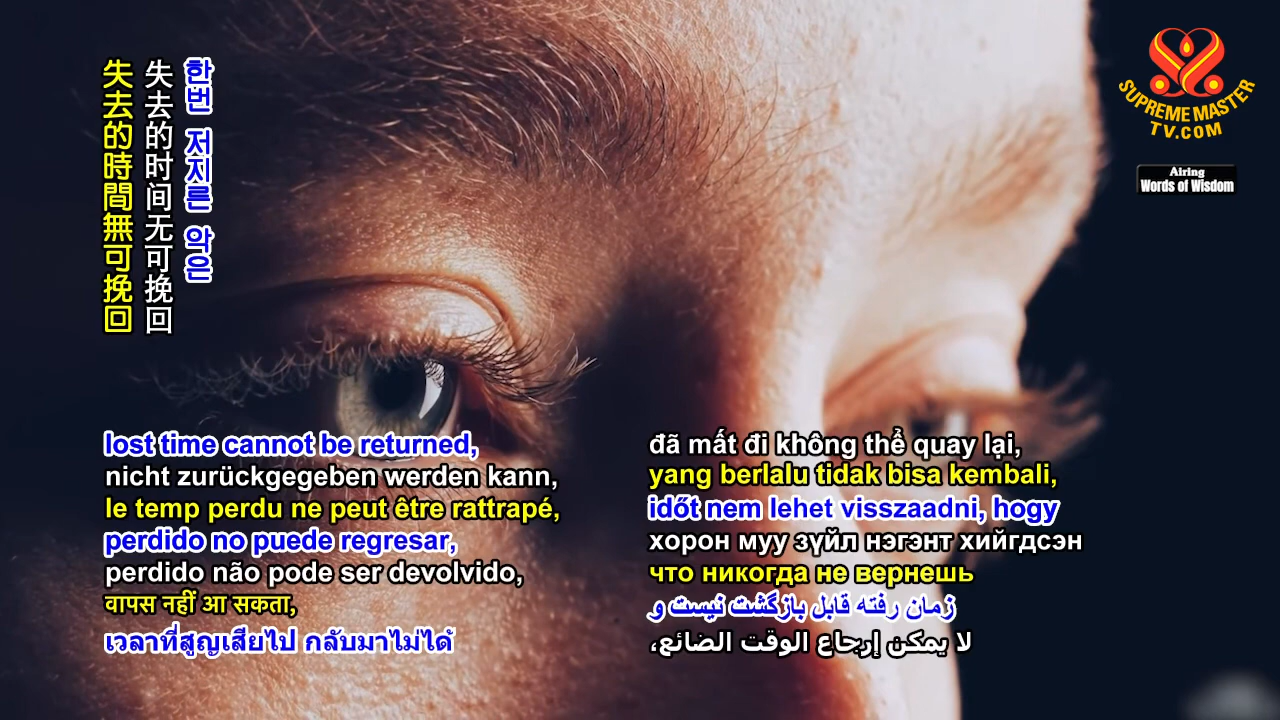 失去的時間無可挽回
失去的时间无可挽回
한번 저지른 악은
SUPREME MASTER
TV.COM
Airing
Words of Wisdom
lost time cannot be returned,
nicht zurückgegeben werden kann,
le temp perdu ne peut être rattrapé,
perdido no puede regresar,
perdido não pode ser devolvido,
वापस नहीं आ सकता,
เวลาที่สูญเสียไป กลับมาไม่ได้
đã mất đi không thể quay lại,
yang berlalu tidak bisa kembali,
időt nem lehet visszaadni, hogy
хорон муу зүйл нэгэнт хийгдсэн
что никогда не вернешь
زمان رفته قابل بازگشت نیست و
لا يمكن إرجاع الوقت الضائع،